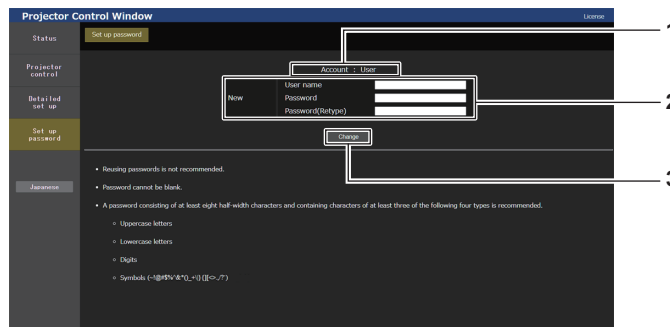 Projector Control Window
License
Status
Set up password
1
Account : User
Projector control
User name
New
Password
2
Password(Retype)
Detailed set up
Change
Set up password
3
• Reusing passwords is not recommended.
• Password cannot be blank.
Japanese
• A password consisting of at least eight half-width characters and containing characters of at least three of the following four types is recommended.
○ Uppercase letters
○ Lowercase letters
○ Digits
○ Symbols